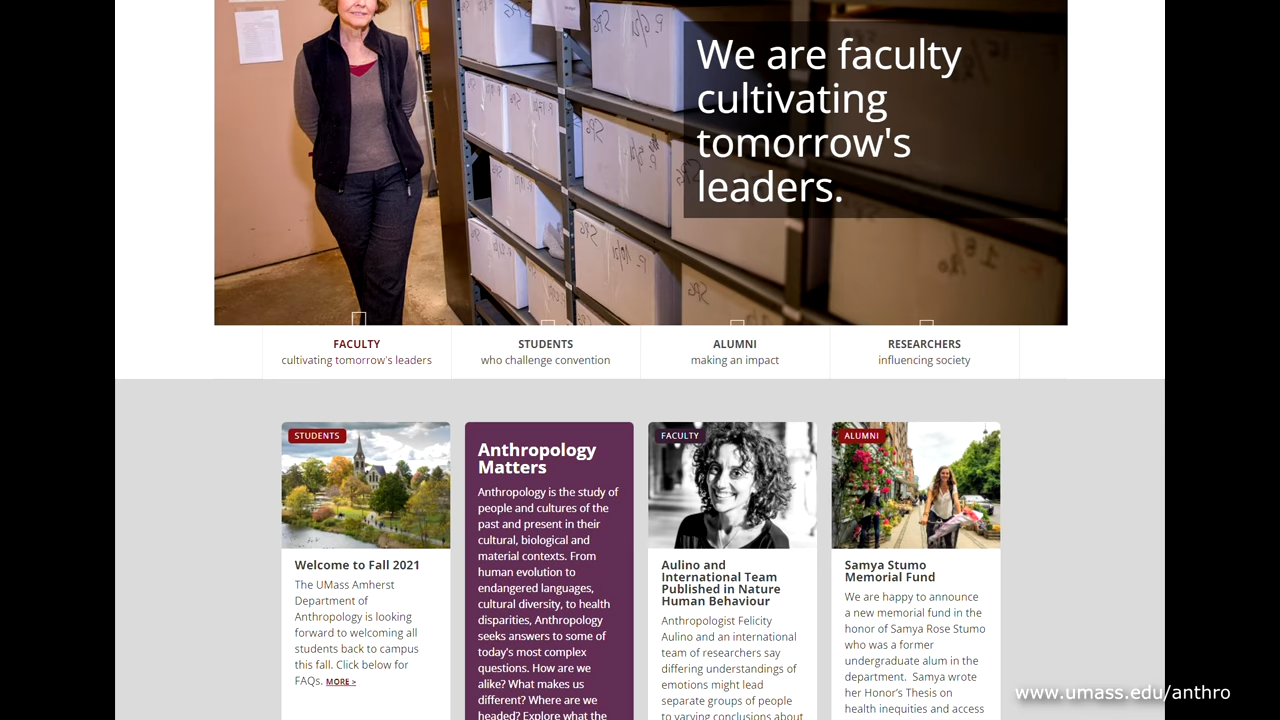 We are faculty
cultivating
tomorrow's
leaders.
FACULTY
cultivating tomorrow's leaders
STUDENTS
who challenge convention
ALUMNI
making an impact
RESEARCHERS
influencing society
STUDENTS
Welcome to Fall 2021
The UMass Amherst
Department of
Anthropology is looking
forward to welcoming all
students back to campus
this fall. Click below for
FAQs. MORE >
Anthropology
Matters
Anthropology is the study of
people and cultures of the
past and present in their
cultural, biological and
material contexts. From
human evolution to
endangered languages,
cultural diversity, to health
disparities, Anthropology
seeks answers to some of
today's most complex
questions. How are we
alike? What makes us
different? Where are we
headed? Explore what the
FACULTY
Aulino and
International Team
Published in Nature
Human Behaviour
Anthropologist Felicity
Aulino and an international
team of researchers say
differing understandings of
emotions might lead
separate groups of people
to varying conclusions about
ALUMNI
Samya Stumo
Memorial Fund
We are happy to announce
a new memorial fund in the
honor of Samya Rose Stumo
who was a former
undergraduate alum in the
department. Samya wrote
her Honor's Thesis on
health inequities and access
www.umass.edu/anthro